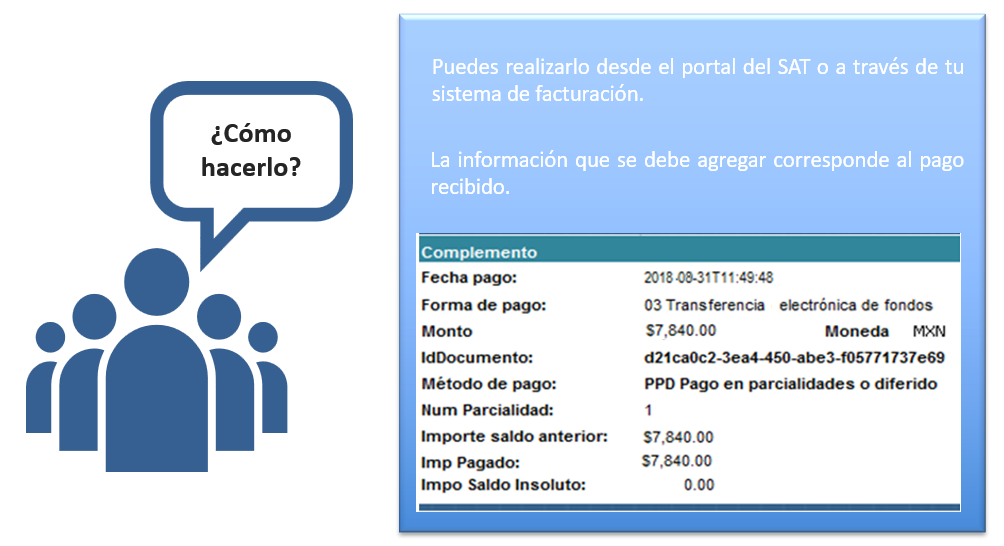 ¿Cómo
hacerlo?
Puedes realizarlo desde el portal del SAT o a través de tu
sistema de facturación.
La información que se debe agregar corresponde al pago
recibido.
Complemento
Fecha pago: 2018-08-31T11:49:48
Forma de pago: 03 Transferencia electrónica de fondos
Monto $7,840.00 Moneda MXN
IdDocumento: d21ca0c2-3ea4-450-abe3-f05771737e69
Método de pago: PPD Pago en parcialidades o diferido
Num Parcialidad: 1
Importe saldo anterior: $7,840.00
Imp Pagado: $7,840.00
Impo Saldo Insoluto: 0.00